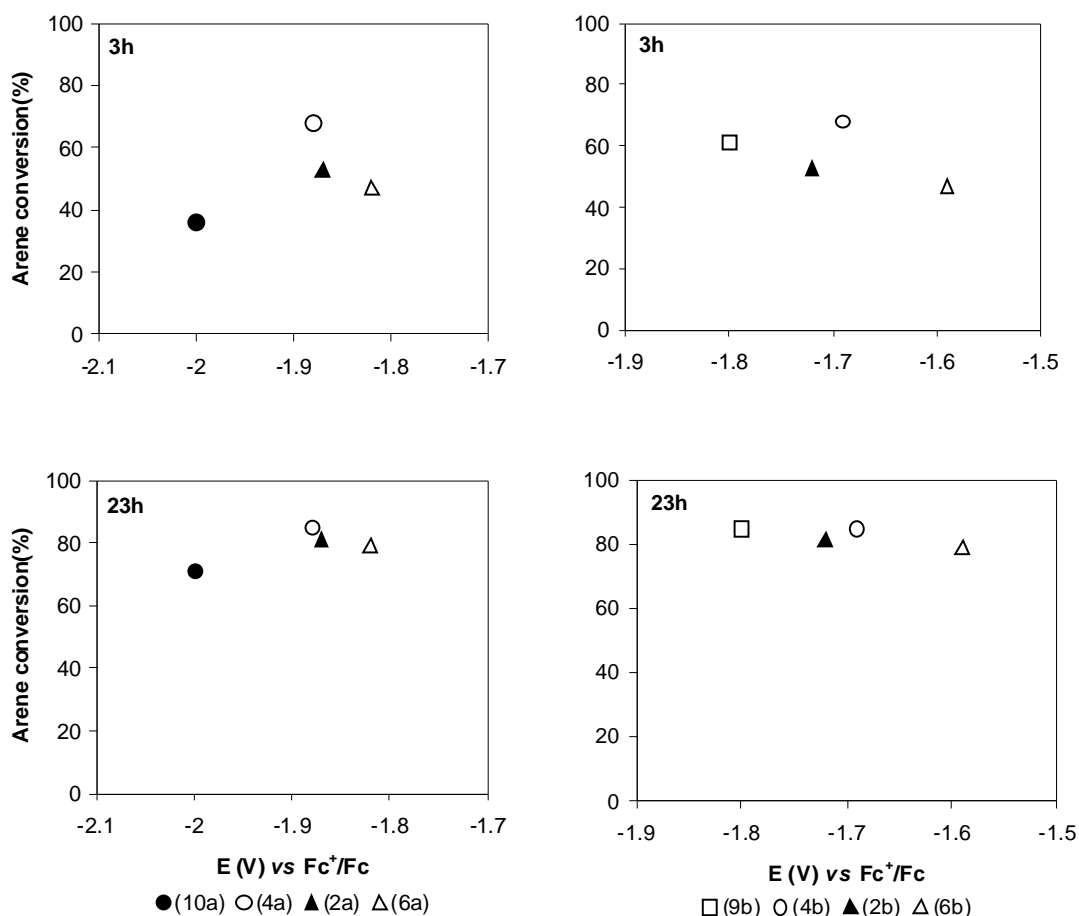 3h
Arene conversion(%)
100
80
60
40
20
0
-2.1 -2 -1.9 -1.8 -1.7
3h
100
80
60
40
20
0
-1.9 -1.8 -1.7 -1.6 -1.5
23h
Arene conversion(%)
100
80
60
40
20
0
-2.1 -2 -1.9 -1.8 -1.7
E (V) vs Fc⁺/Fc
(10a) (4a) (2a) (6a)
23h
100
80
60
40
20
0
-1.9 -1.8 -1.7 -1.6 -1.5
E (V) vs Fc⁺/Fc
(9b) (4b) (2b) (6b)